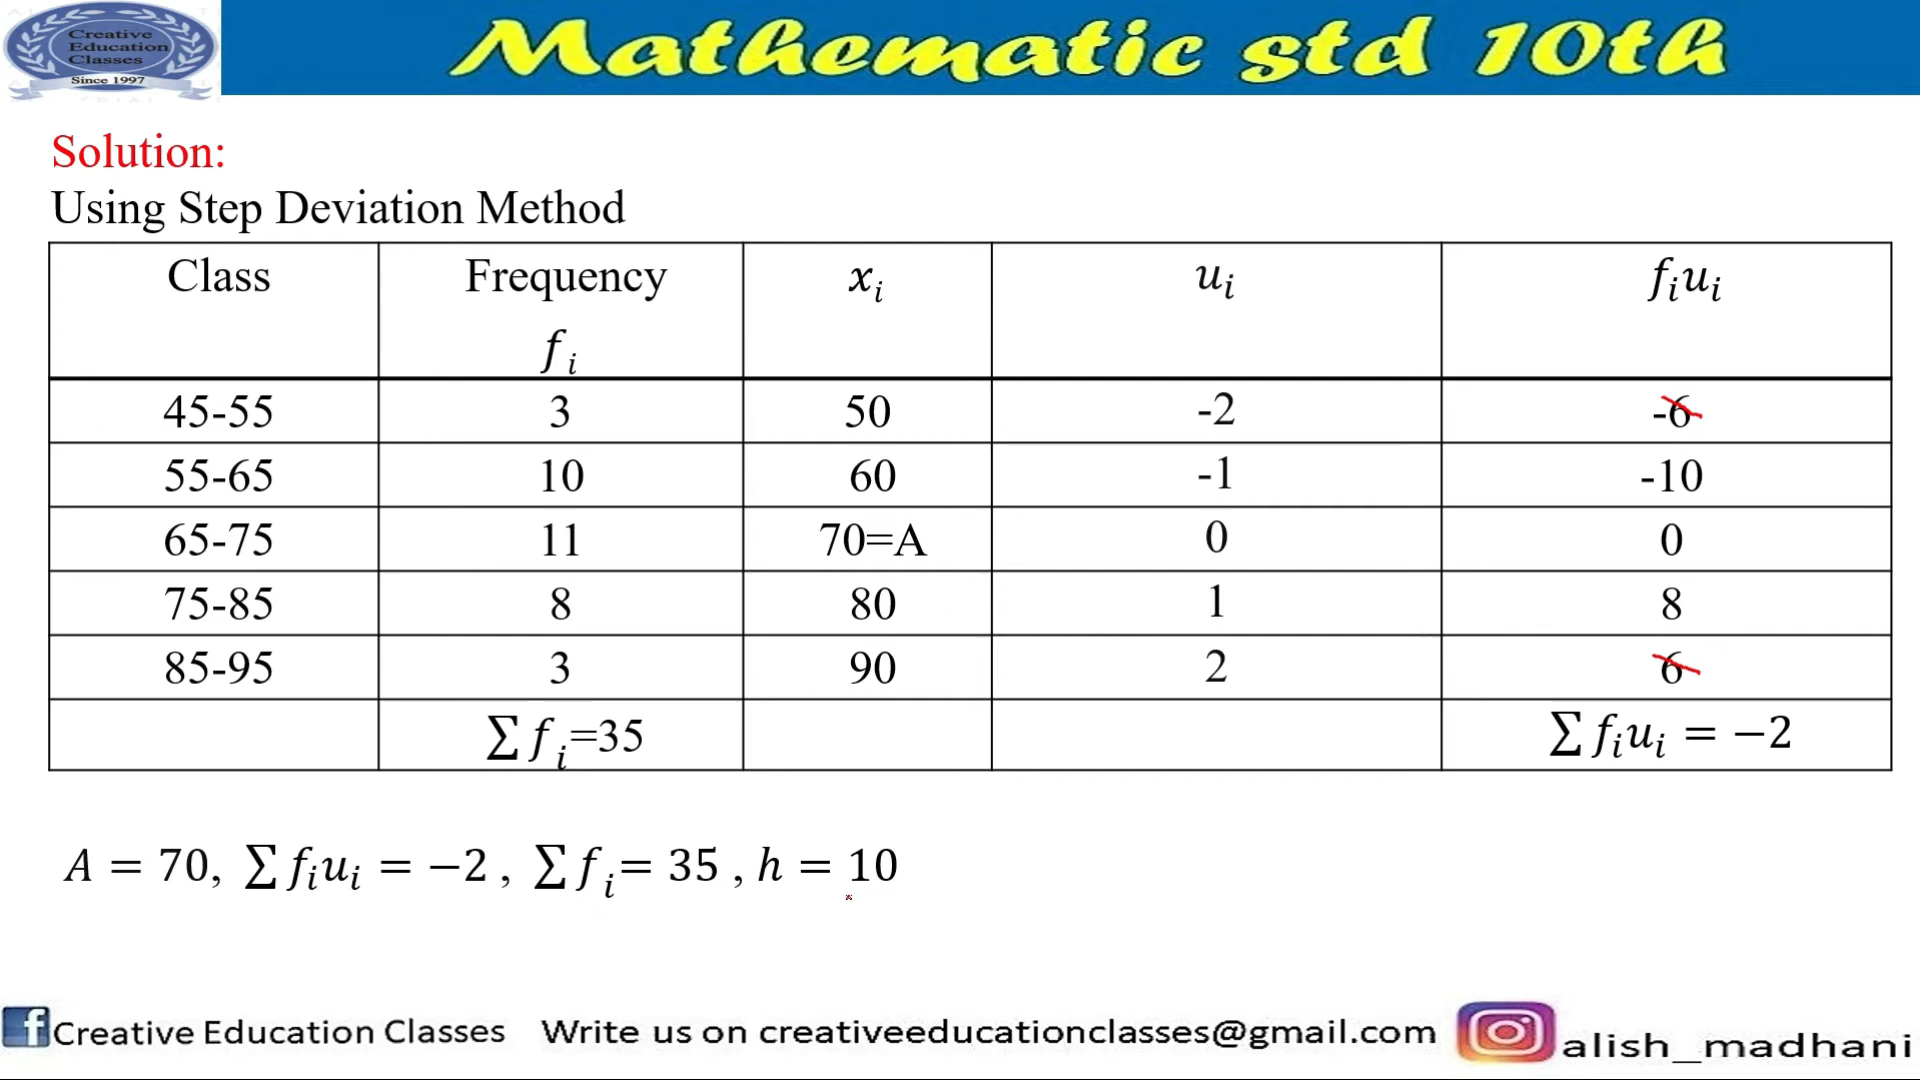 Creative
Education
Classes
Since 1997
Mathematic std 10th
Solution:
Using Step Deviation Method
Class Frequency fᵢ xᵢ uᵢ fᵢuᵢ
45-55 3 50 -2 -6
55-65 10 60 -1 -10
65-75 11 70=A 0 0
75-85 8 80 1 8
85-95 3 90 2 6
∑ fᵢ=35 ∑ fᵢuᵢ = −2
A = 70, ∑ fᵢuᵢ = −2 , ∑ fᵢ= 35 , h = 10
Creative Education Classes Write us on creativeeducationclasses@gmail.com alish_madhani